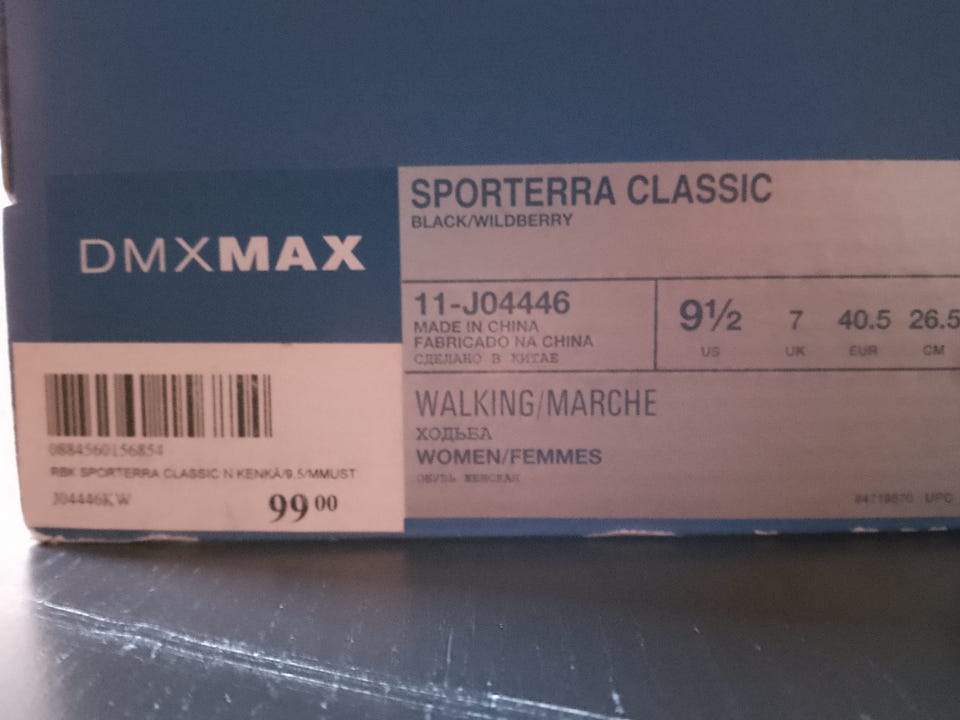 DMXMAX
SPORTERRA CLASSIC
BLACK/WILDBERRY
11-J04446
MADE IN CHINA
FABRICADO NA CHINA
СДЕЛАНО В КИТАЕ
9½ 7 40.5 26.5
US UK EUR CM
WALKING/MARCHE
ХОДЬБА
WOMEN/FEMMES
ОБУВЬ ЖЕНСКАЯ
UPC
0884560156854
RBK SPORTERRA CLASSIC N KENKÄ/9,5/MMUST
J04446KW
99 00